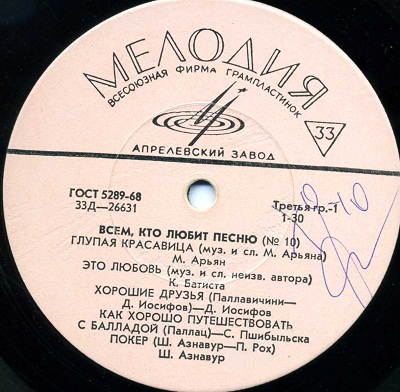 МЕЛОДИЯ
ВСЕСОЮЗНАЯ ФИРМА ГРАМПЛАСТИНОК
33
АПРЕЛЕВСКИЙ ЗАВОД
ГОСТ 5289-68
33Д—26631
Третья гр.-1
1-30
ВСЕМ, КТО ЛЮБИТ ПЕСНЮ (№ 10)
ГЛУПАЯ КРАСАВИЦА (муз. и сл. М. Арьяна)
М. Арьян
ЭТО ЛЮБОВЬ (муз. и сл. неизв. автора)
К. Батиста
ХОРОШИЕ ДРУЗЬЯ (Паллавичини—
Д. Иосифов)—Д. Иосифов
КАК ХОРОШО ПУТЕШЕСТВОВАТЬ
С БАЛЛАДОЙ (Паллац)—С. Пшибыльска
ПОКЕР (Ш. Азнавур—П. Рох)
Ш. Азнавур